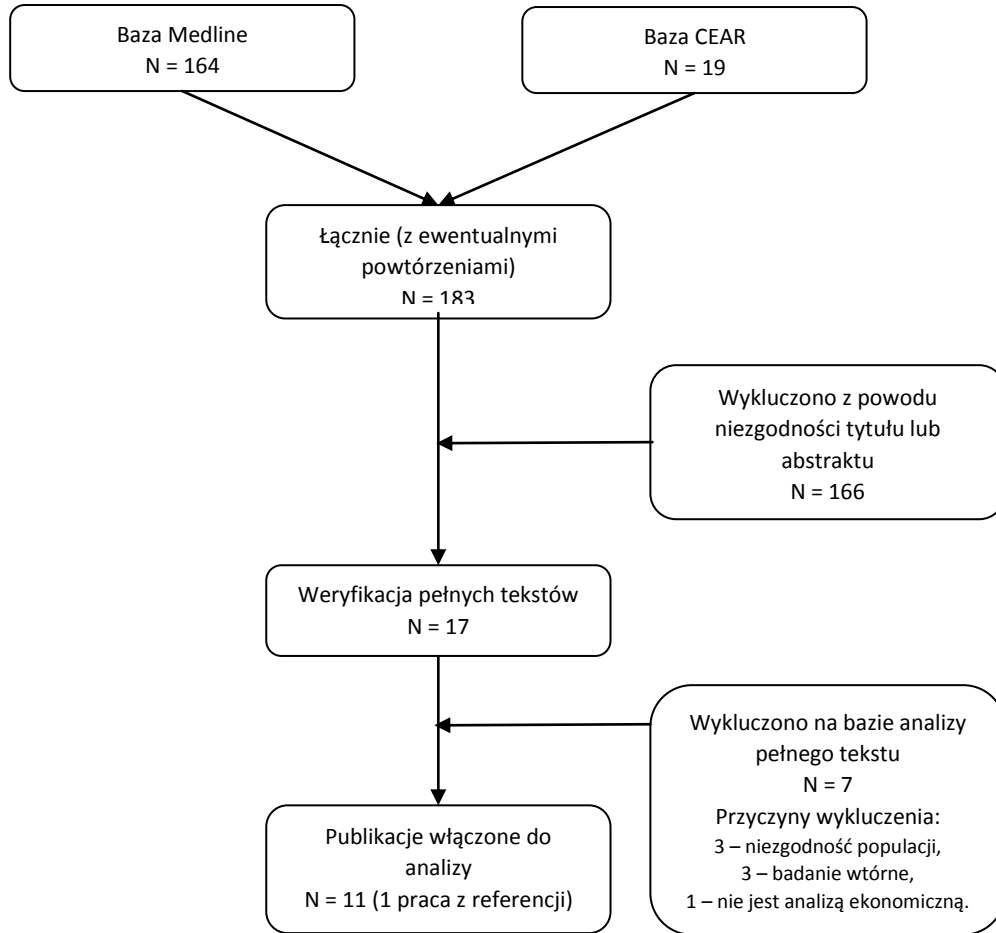 Baza Medline
N = 164
Baza CEAR
N = 19
Łącznie (z ewentualnymi
powtórzeniami)
N = 183
Wykluczono z powodu
niezgodności tytułu lub
abstraktu
N = 166
Weryfikacja pełnych tekstów
N = 17
Wykluczono na bazie analizy
pełnego tekstu
N = 7
Przyczyny wykluczenia:
3 – niezgodność populacji,
3 – badanie wtórne,
1 – nie jest analizą ekonomiczną.
Publikacje włączone do
analizy
N = 11 (1 praca z referencji)